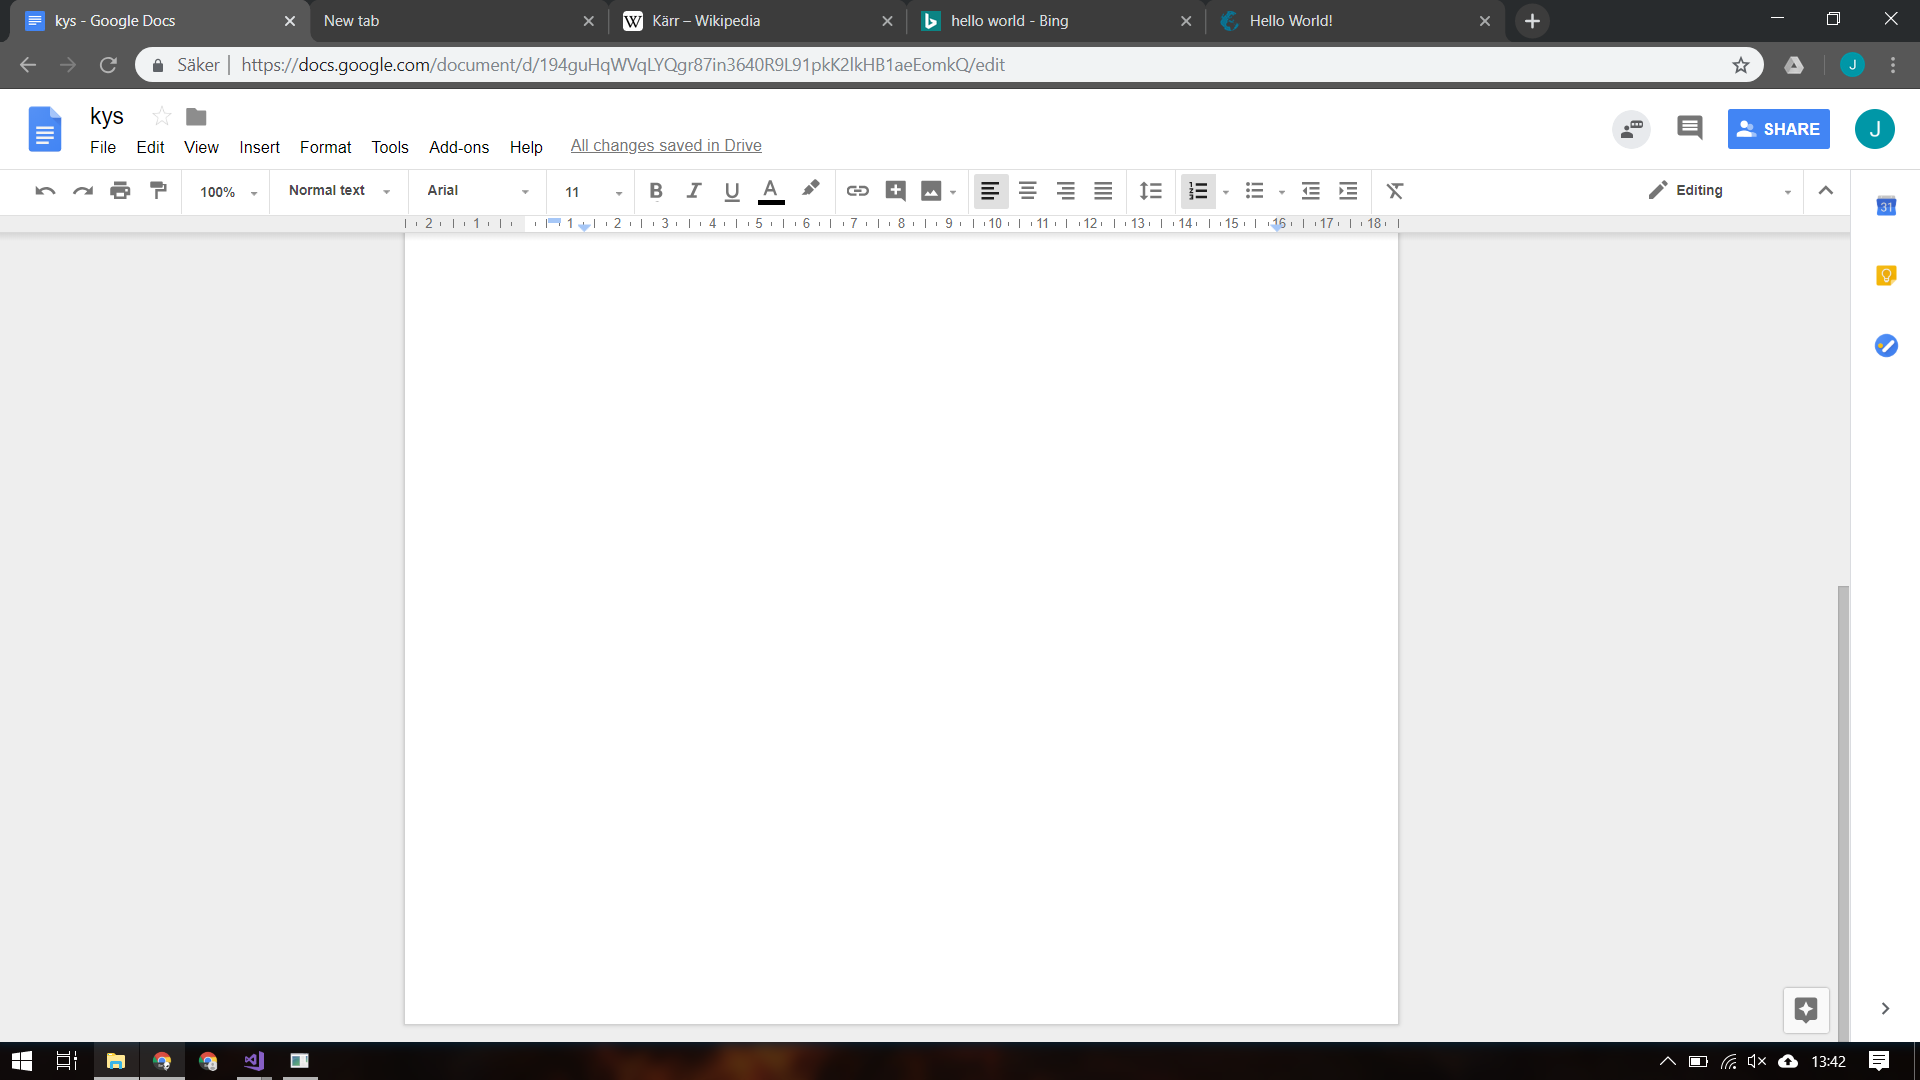 kys - Google Docs
New tab
W Kärr – Wikipedia
hello world - Bing
Hello World!
Säker | https://docs.google.com/document/d/194guHqWVqLYQgr87in3640R9L91pkK2lkHB1aeEomkQ/edit
J
kys
File Edit View Insert Format Tools Add-ons Help All changes saved in Drive
SHARE
J
100% Normal text Arial 11 B I U A Editing
31
2 1 1 2 3 4 5 6 7 8 9 10 11 12 13 14 15 16 17 18
13:42